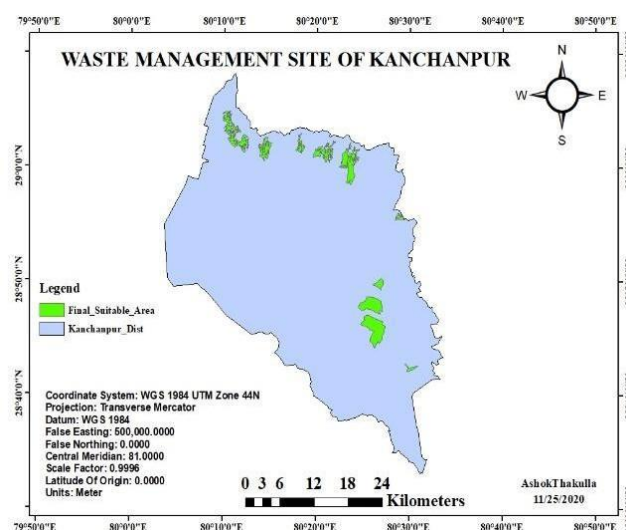 79°50'0"E 80°0'0"E 80°10'0"E 80°20'0"E 80°30'0"E 80°40'0"E 80°50'0"E
WASTE MANAGEMENT SITE OF KANCHANPUR
N
W E
S
29°0'0"N
28°50'0"N
28°40'0"N
Legend
Final_Suitable_Area
Kanchanpur_Dist
Coordinate System: WGS 1984 UTM Zone 44N
Projection: Transverse Mercator
Datum: WGS 1984
False Easting: 500,000.0000
False Northing: 0.0000
Central Meridian: 81.0000
Scale Factor: 0.9996
Latitude Of Origin: 0.0000
Units: Meter
0 3 6 12 18 24
Kilometers
AshokThakulla
11/25/2020
79°50'0"E 80°0'0"E 80°10'0"E 80°20'0"E 80°30'0"E 80°40'0"E 80°50'0"E